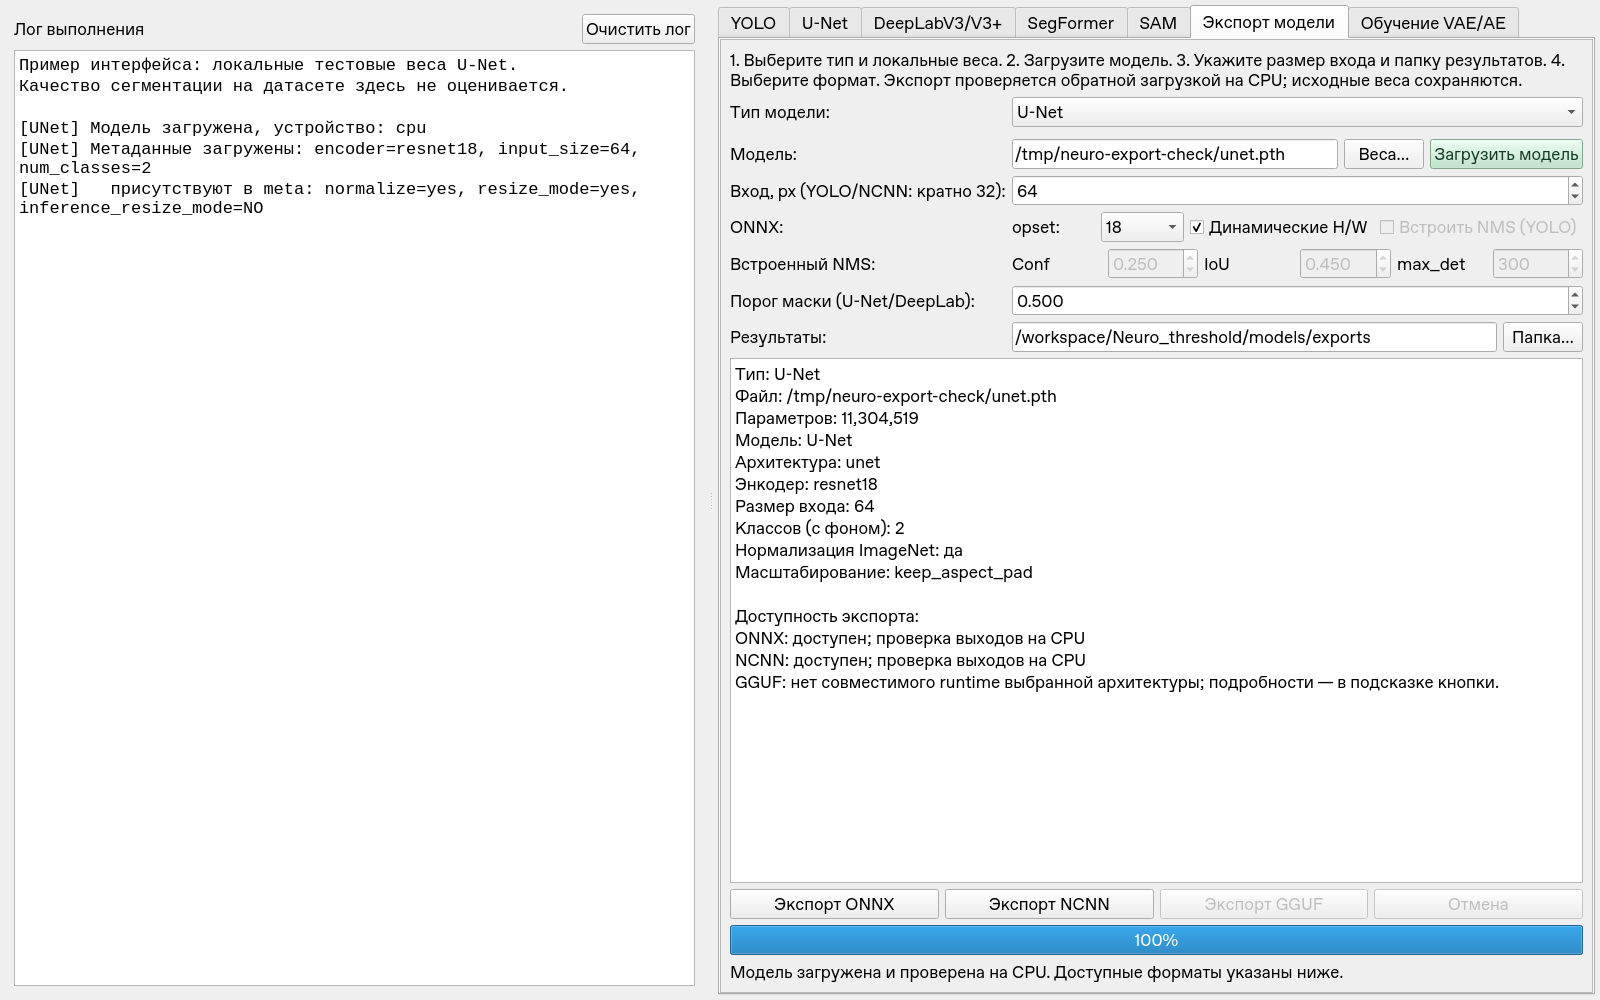 Лог выполнения
Очистить лог
Пример интерфейса: локальные тестовые веса U-Net.
Качество сегментации на датасете здесь не оценивается.
[UNet] Модель загружена, устройство: cpu
[UNet] Метаданные загружены: encoder=resnet18, input_size=64,
num_classes=2
[UNet]   присутствуют в meta: normalize=yes, resize_mode=yes,
inference_resize_mode=NO
YOLO U-Net DeepLabV3/V3+ SegFormer SAM Экспорт модели Обучение VAE/AE
1. Выберите тип и локальные веса. 2. Загрузите модель. 3. Укажите размер входа и папку результатов. 4.
Выберите формат. Экспорт проверяется обратной загрузкой на CPU; исходные веса сохраняются.
Тип модели: U-Net
Модель: /tmp/neuro-export-check/unet.pth Веса... Загрузить модель
Вход, px (YOLO/NCNN: кратно 32): 64
ONNX: opset: 18 Динамические H/W Встроить NMS (YOLO)
Встроенный NMS: Conf 0.250 IoU 0.450 max_det 300
Порог маски (U-Net/DeepLab): 0.500
Результаты: /workspace/Neuro_threshold/models/exports Папка...
Тип: U-Net
Файл: /tmp/neuro-export-check/unet.pth
Параметров: 11,304,519
Модель: U-Net
Архитектура: unet
Энкодер: resnet18
Размер входа: 64
Классов (с фоном): 2
Нормализация ImageNet: да
Масштабирование: keep_aspect_pad
Доступность экспорта:
ONNX: доступен; проверка выходов на CPU
NCNN: доступен; проверка выходов на CPU
GGUF: нет совместимого runtime выбранной архитектуры; подробности — в подсказке кнопки.
Экспорт ONNX Экспорт NCNN Экспорт GGUF Отмена
100%
Модель загружена и проверена на CPU. Доступные форматы указаны ниже.